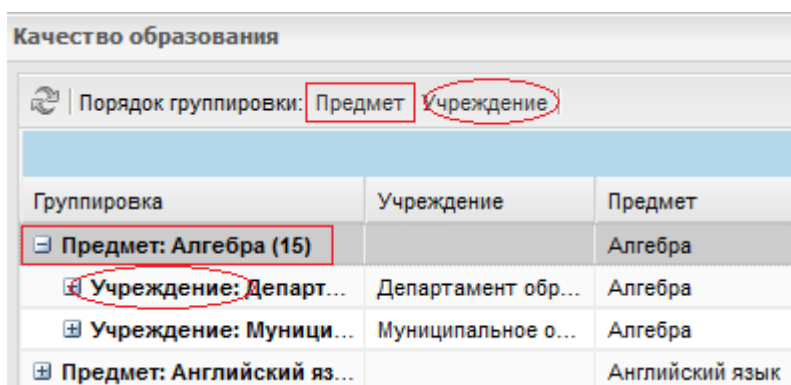 Качество образования
Порядок группировки: Предмет Учреждение
Группировка Учреждение Предмет
Предмет: Алгебра (15) Алгебра
Учреждение: Департ... Департамент обр... Алгебра
Учреждение: Муници... Муниципальное о... Алгебра
Предмет: Английский яз... Английский язык